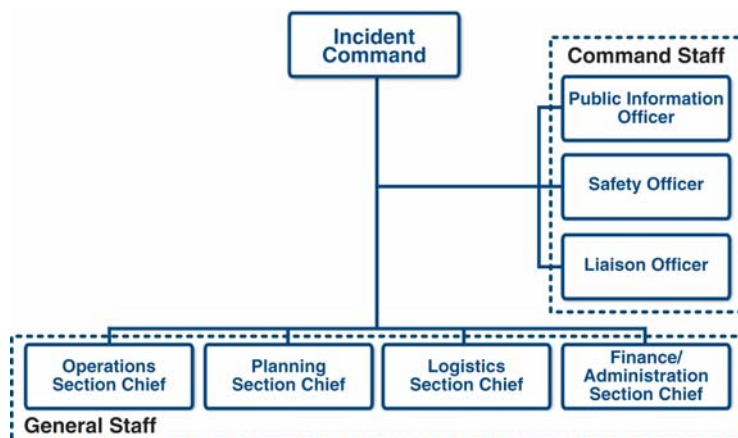 Incident
Command
Command Staff
Public Information
Officer
Safety Officer
Liaison Officer
Operations
Section Chief
Planning
Section Chief
Logistics
Section Chief
Finance/
Administration
Section Chief
General Staff